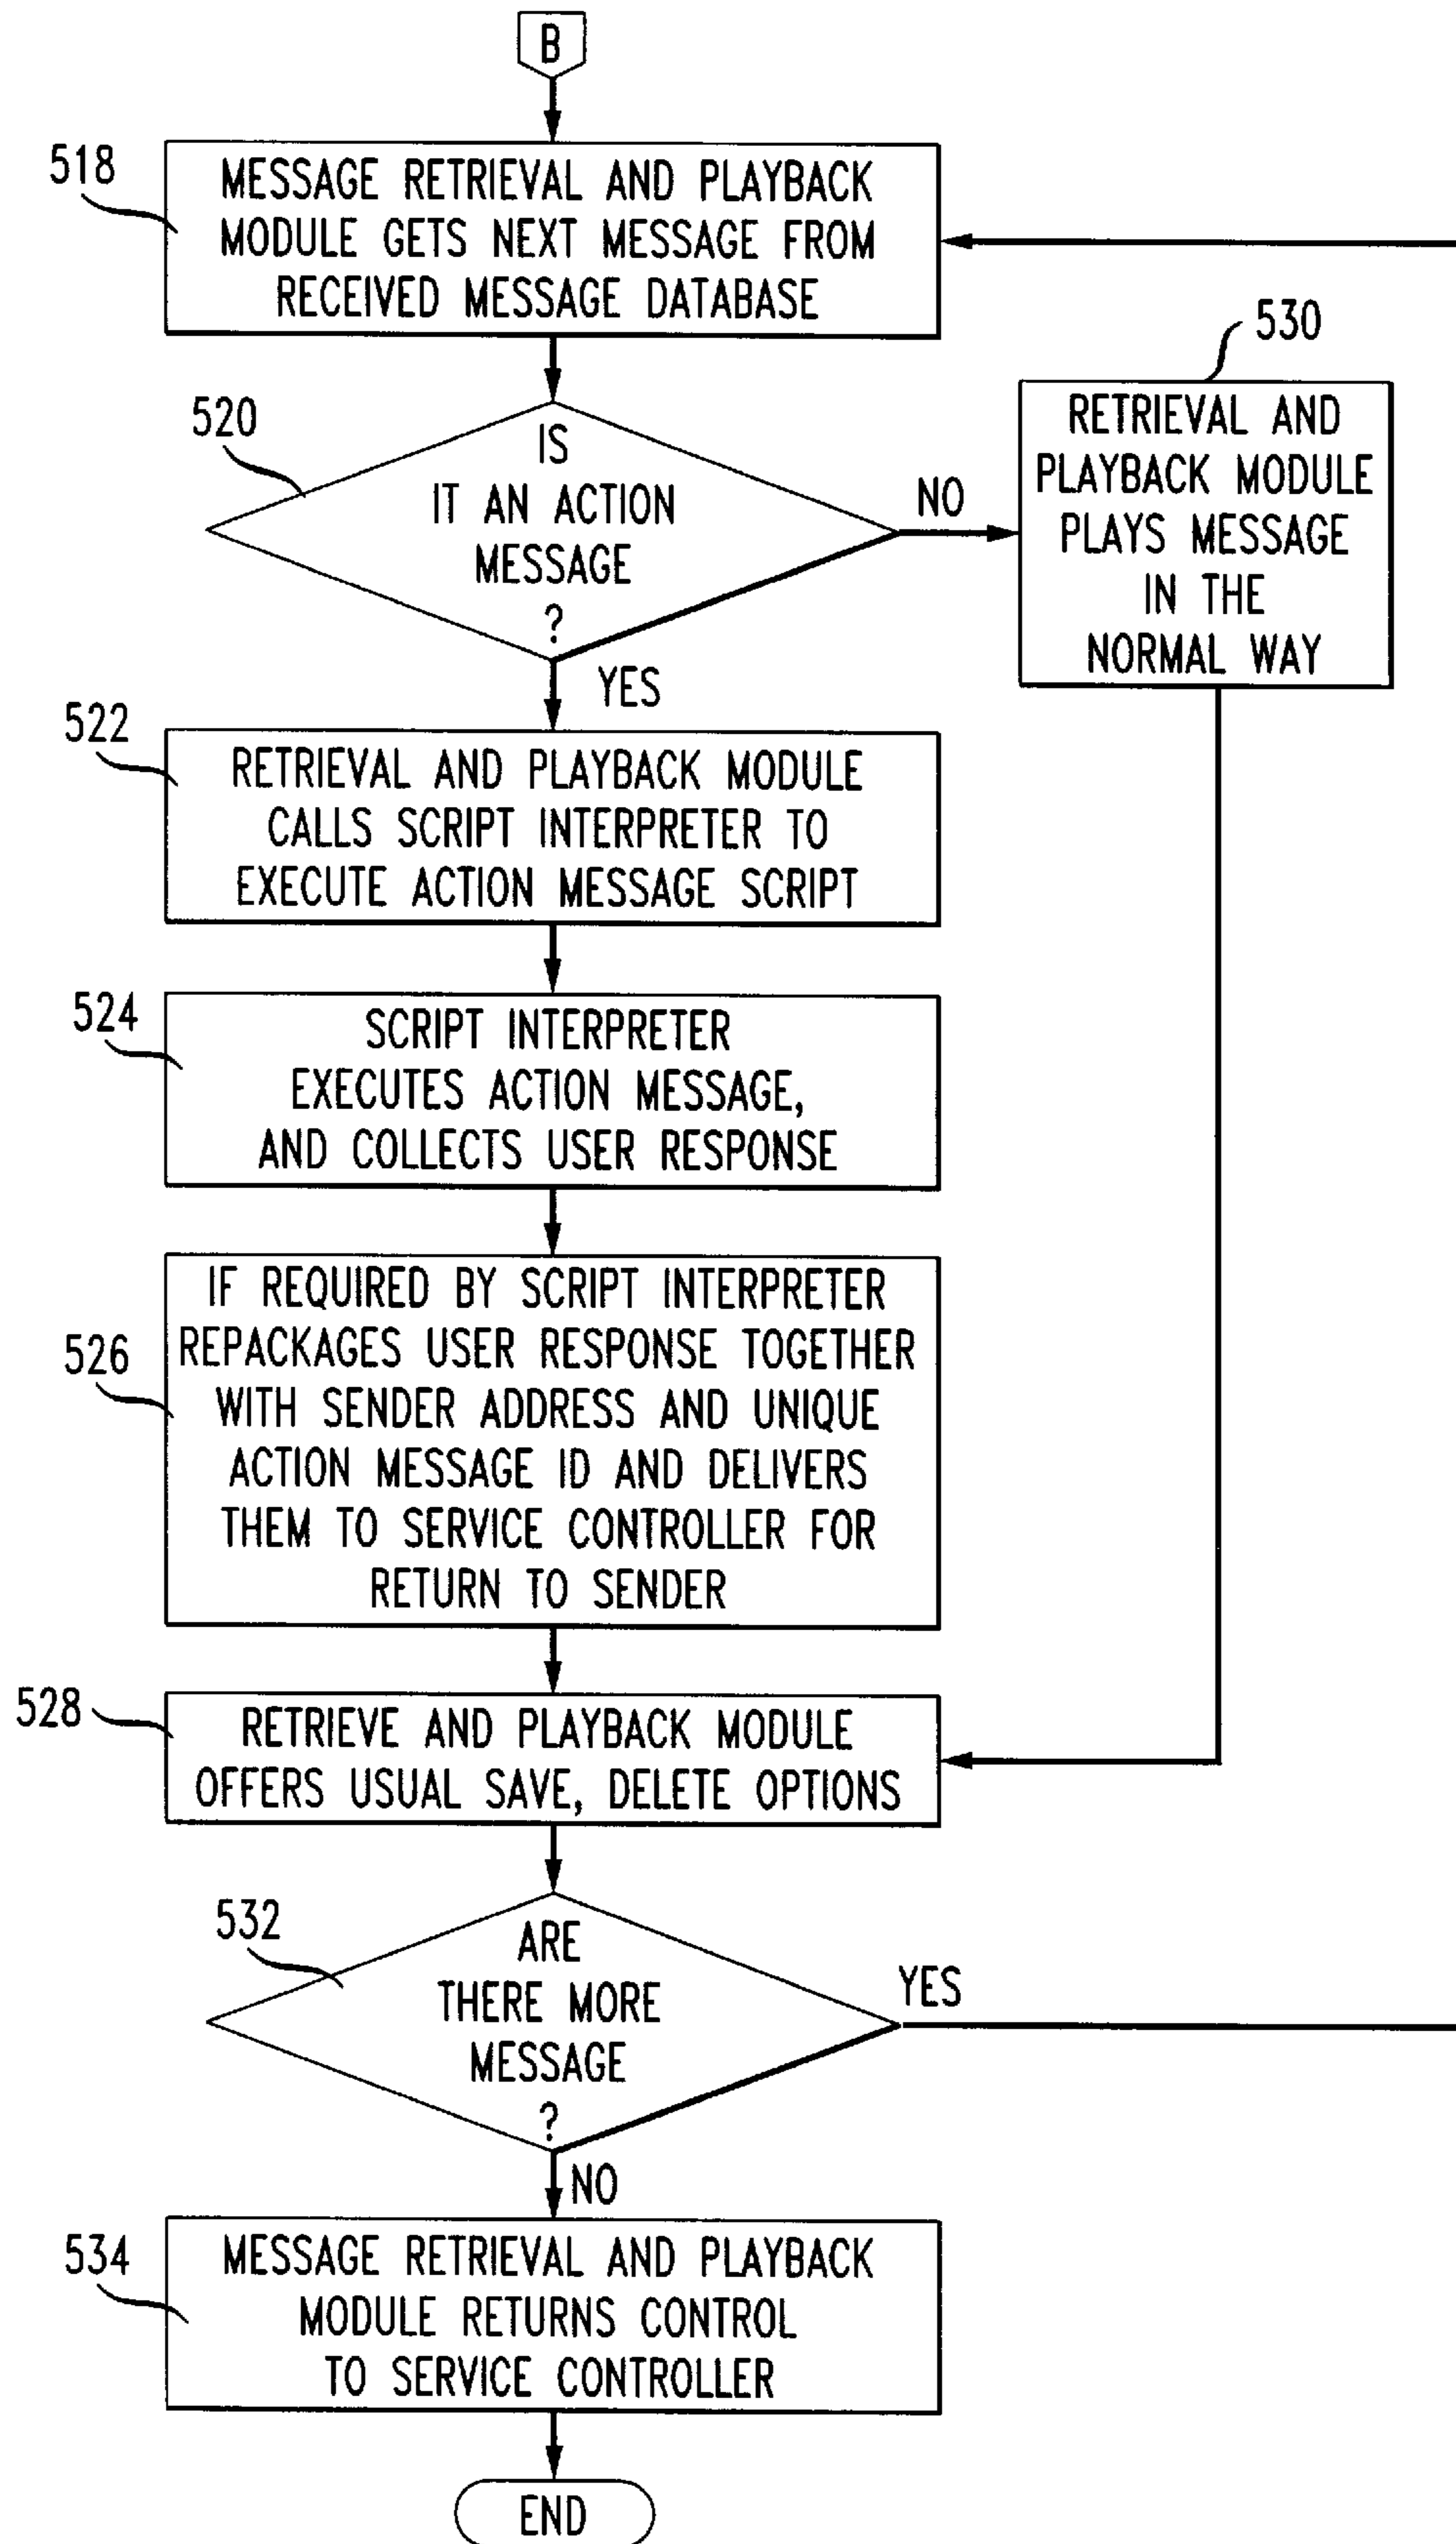 B
518
MESSAGE RETRIEVAL AND PLAYBACK
MODULE GETS NEXT MESSAGE FROM
RECEIVED MESSAGE DATABASE
520
IS
IT AN ACTION
MESSAGE
?
NO
YES
530
RETRIEVAL AND
PLAYBACK MODULE
PLAYS MESSAGE
IN THE
NORMAL WAY
522
RETRIEVAL AND PLAYBACK MODULE
CALLS SCRIPT INTERPRETER TO
EXECUTE ACTION MESSAGE SCRIPT
524
SCRIPT INTERPRETER
EXECUTES ACTION MESSAGE,
AND COLLECTS USER RESPONSE
526
IF REQUIRED BY SCRIPT INTERPRETER
REPACKAGES USER RESPONSE TOGETHER
WITH SENDER ADDRESS AND UNIQUE
ACTION MESSAGE ID AND DELIVERS
THEM TO SERVICE CONTROLLER FOR
RETURN TO SENDER
528
RETRIEVE AND PLAYBACK MODULE
OFFERS USUAL SAVE, DELETE OPTIONS
532
ARE
THERE MORE
MESSAGE
?
YES
NO
534
MESSAGE RETRIEVAL AND PLAYBACK
MODULE RETURNS CONTROL
TO SERVICE CONTROLLER
END